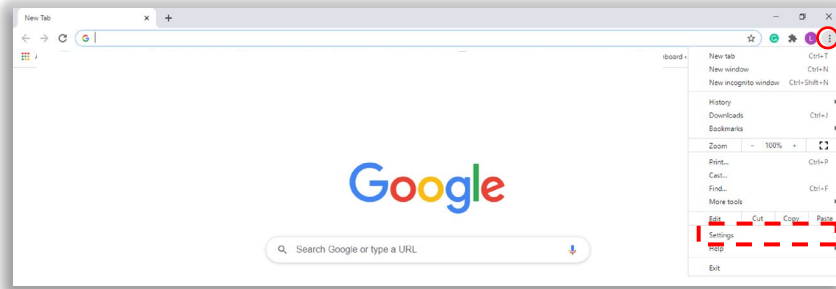 New Tab
G
G L
board
New tab Ctrl+T
New window Ctrl+N
New incognito window Ctrl+Shift+N
History
Downloads Ctrl+J
Bookmarks
Zoom - 100% +
Print... Ctrl+P
Cast...
Find... Ctrl+F
More tools
Edit Cut Copy Paste
Settings
Help
Exit
Google
Search Google or type a URL